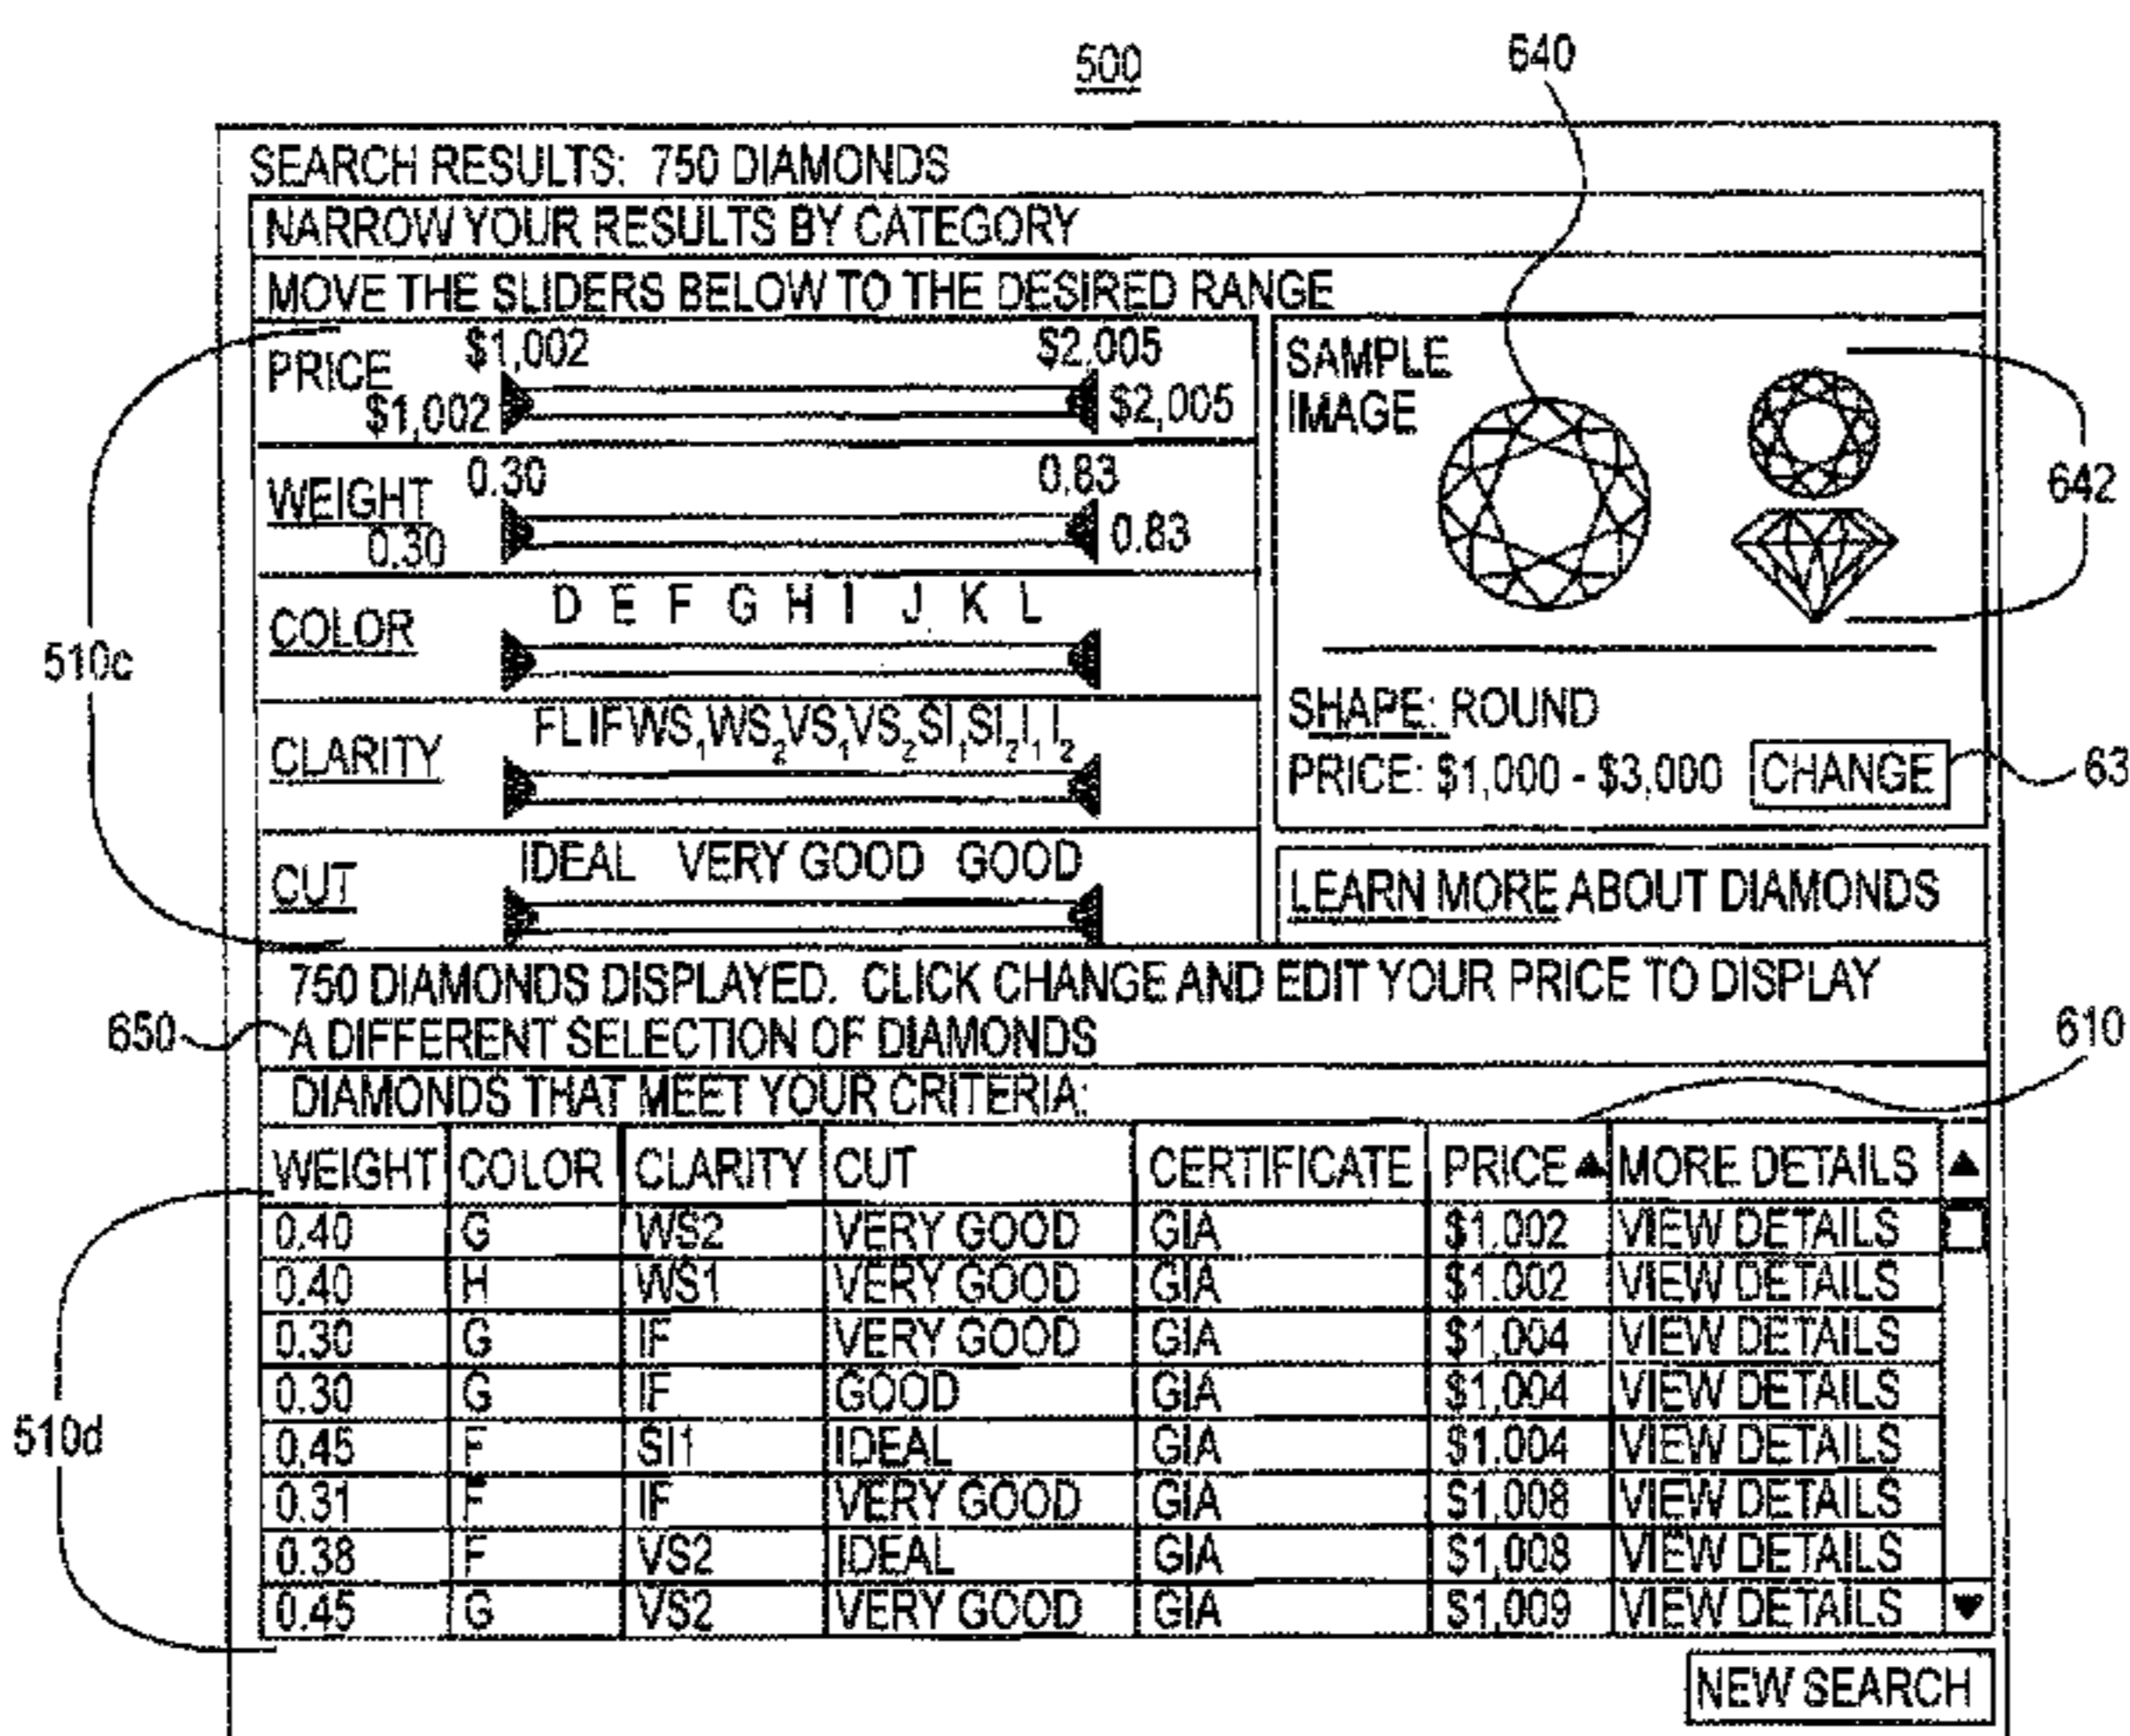 500
640
SEARCH RESULTS: 750 DIAMONDS
NARROW YOUR RESULTS BY CATEGORY
MOVE THE SLIDERS BELOW TO THE DESIRED RANGE
510c
PRICE
$1,002 $2,005
$1,002 $2,005
WEIGHT
0.30 0.83
0.30 0.83
COLOR
D E F G H I J K L
CLARITY
FL IF WS1 WS2 VS1 VS2 SI1 SI2 I1 I2
CUT
IDEAL VERY GOOD GOOD
SAMPLE
IMAGE
642
SHAPE: ROUND
PRICE: $1,000 - $3,000 CHANGE
63
LEARN MORE ABOUT DIAMONDS
750 DIAMONDS DISPLAYED. CLICK CHANGE AND EDIT YOUR PRICE TO DISPLAY
650 A DIFFERENT SELECTION OF DIAMONDS
610
DIAMONDS THAT MEET YOUR CRITERIA:
WEIGHT COLOR CLARITY CUT CERTIFICATE PRICE▲ MORE DETAILS ▲
510d
0.40 G WS2 VERY GOOD GIA $1.002 VIEW DETAILS
0.40 H WS1 VERY GOOD GIA $1.002 VIEW DETAILS
0.30 G IF VERY GOOD GIA $1,004 VIEW DETAILS
0.30 G IF GOOD GIA $1,004 VIEW DETAILS
0.45 F SI1 IDEAL GIA $1.004 VIEW DETAILS
0.31 F IF VERY GOOD GIA $1.008 VIEW DETAILS
0.38 F VS2 IDEAL GIA $1,008 VIEW DETAILS
0.45 G VS2 VERY GOOD GIA $1,009 VIEW DETAILS ▼
NEW SEARCH